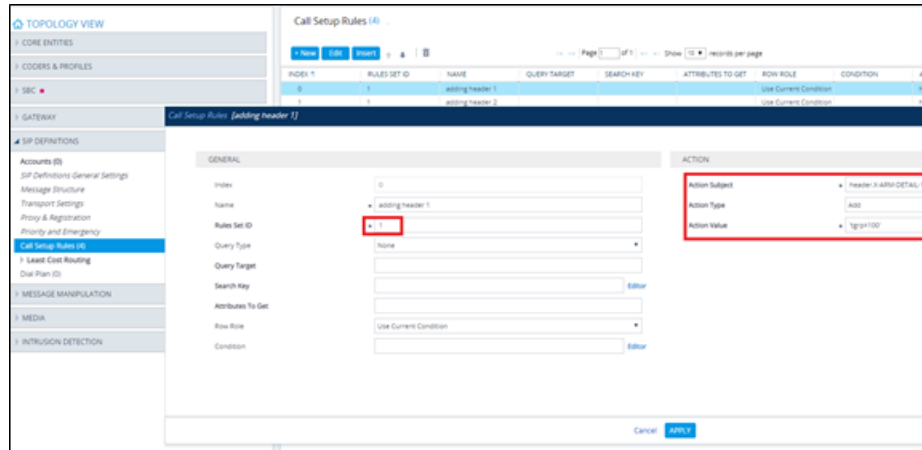 TOPOLOGY VIEW
CORE ENTITIES
CODERS & PROFILES
SBC
GATEWAY
SIP DEFINITIONS
Accounts (0)
SIP Definitions General Settings
Message Structure
Transport Settings
Proxy & Registration
Priority and Emergency
Call Setup Rules (4)
Least Cost Routing
Dial Plan (0)
MESSAGE MANIPULATION
MEDIA
INTRUSION DETECTION
Call Setup Rules (4)
+ New Edit Insert Page 1 of 1 Show 10 records per page
INDEX RULES SET ID NAME QUERY TARGET SEARCH KEY ATTRIBUTES TO GET ROW ROLE CONDITION A
0 1 adding header 1 Use Current Condition
1 1 adding header 2 Use Current Condition
Call Setup Rules [adding header 1]
GENERAL
Index 0
Name adding header 1
Rules Set ID 1
Query Type None
Query Target
Search Key Editor
Attributes To Get
Row Role Use Current Condition
Condition Editor
ACTION
Action Subject header.X-ARM-DETAIL-
Action Type Add
Action Value 'tgrp=100'
Cancel APPLY